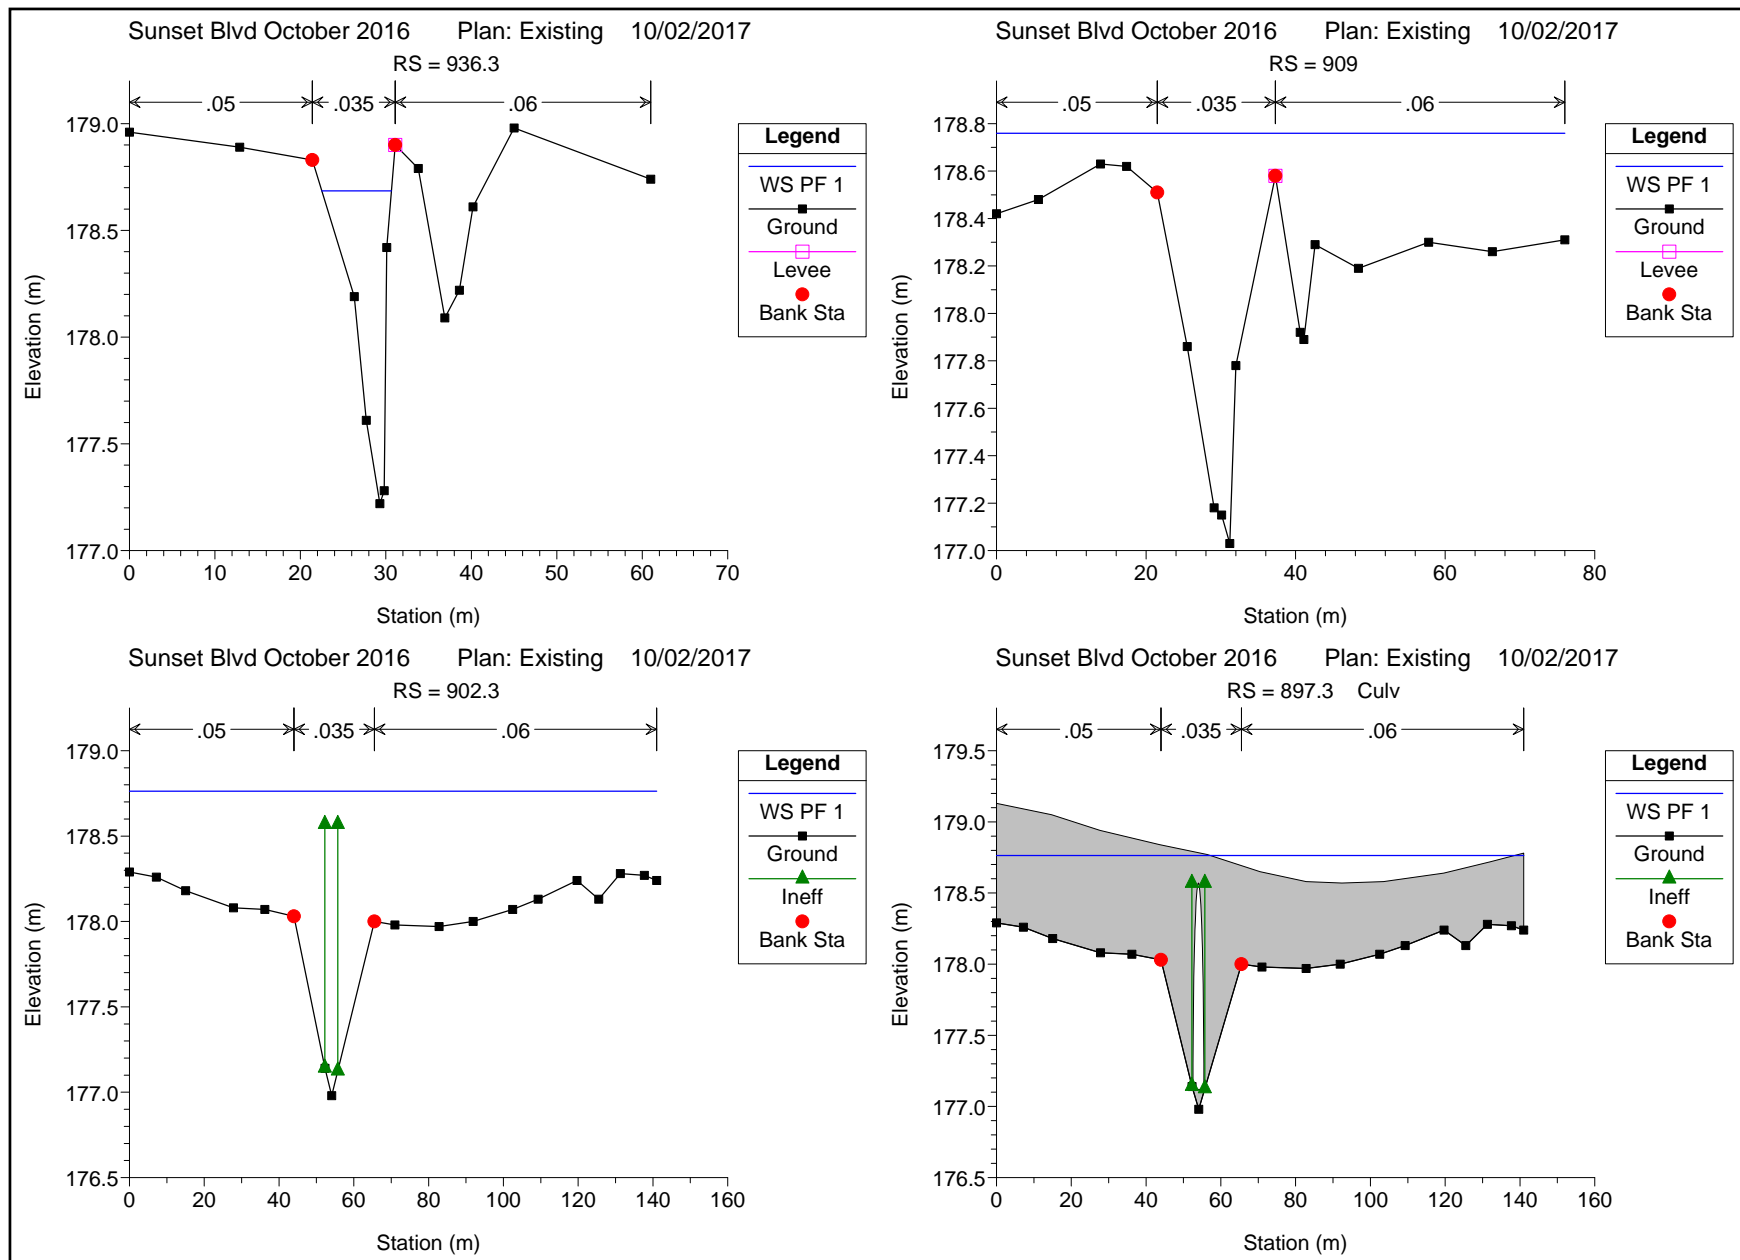 Sunset Blvd October 2016 Plan: Existing 10/02/2017
RS = 936.3
.05 .035 .06
179.0
178.5
178.0
177.5
177.0
Elevation (m)
0 10 20 30 40 50 60 70
Station (m)
Legend
WS PF 1
Ground
Levee
Bank Sta
Sunset Blvd October 2016 Plan: Existing 10/02/2017
RS = 909
.05 .035 .06
178.8
178.6
178.4
178.2
178.0
177.8
177.6
177.4
177.2
177.0
Elevation (m)
0 20 40 60 80
Station (m)
Legend
WS PF 1
Ground
Levee
Bank Sta
Sunset Blvd October 2016 Plan: Existing 10/02/2017
RS = 902.3
.05 .035 .06
179.0
178.5
178.0
177.5
177.0
176.5
Elevation (m)
0 20 40 60 80 100 120 140 160
Station (m)
Legend
WS PF 1
Ground
Ineff
Bank Sta
Sunset Blvd October 2016 Plan: Existing 10/02/2017
RS = 897.3 Culv
.05 .035 .06
179.5
179.0
178.5
178.0
177.5
177.0
176.5
Elevation (m)
0 20 40 60 80 100 120 140 160
Station (m)
Legend
WS PF 1
Ground
Ineff
Bank Sta